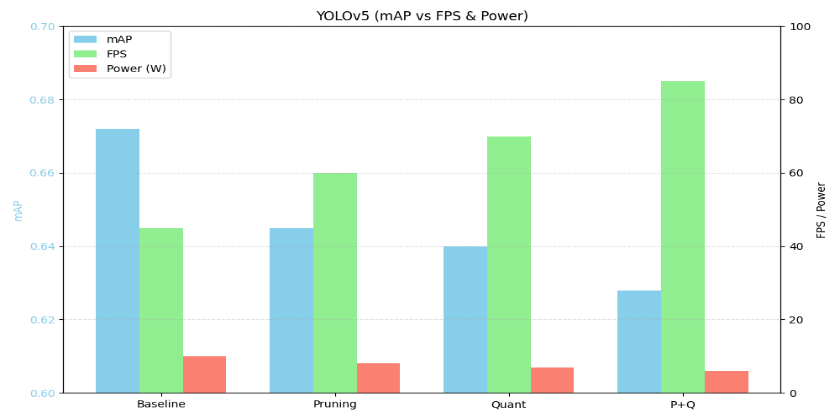 YOLOv5 (mAP vs FPS & Power)
mAP
FPS
Power (W)
0.70
0.68
0.66
0.64
0.62
0.60
mAP
100
80
60
40
20
0
FPS / Power
Baseline
Pruning
Quant
P+Q